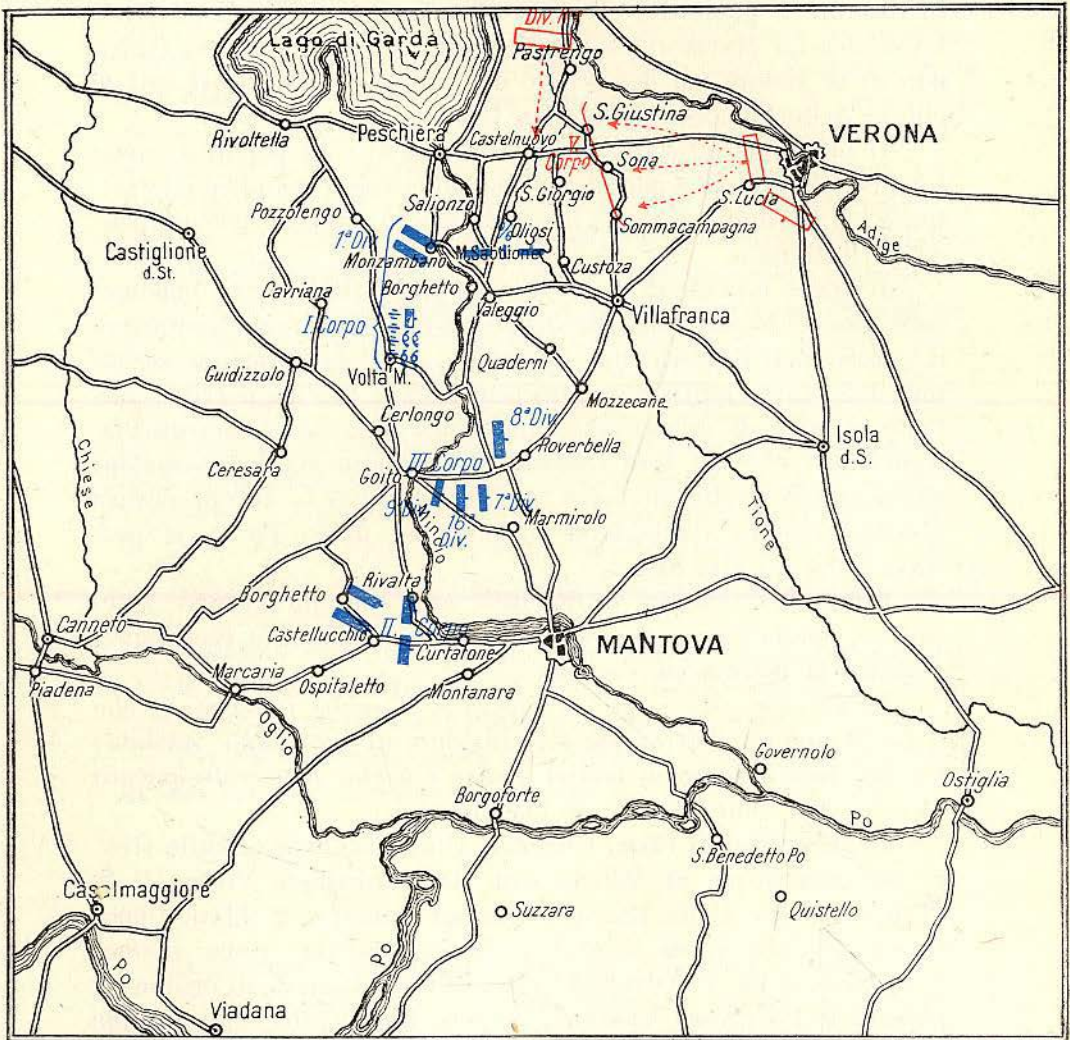 Lago di Garda
Div.
Pastrengo
S. Giustina
VERONA
Rivoltella
Peschiera
Castelnuovo
V
Corpo
Sona
S. Giorgio
S. Lucia
Pozzolengo
Salionzo
Oliosi
Sommacampagna
Adige
Castiglione
d. St.
1ª Div.
Monzambano
Custoza
Cavriana
Borghetto
Valeggio
Villafranca
I. Corpo
Quaderni
Guidizzolo
Volta M.
Mozzecane
Cerlongo
8ª Div.
Isola
d. S.
Chiese
Ceresara
Roverbella
Goito
III Corpo
9ª Div.
16ª
Div.
7ª Div.
Marmirolo
Mincio
Tione
Borghetto
Rivalta
Canneto
Castellucchio
II. Corpo
Curtatone
MANTOVA
Piadena
Marcaria
Ospitaletto
Montanara
Oglio
Governolo
Ostiglia
Borgoforte
Po
S. Benedetto Po
Casalmaggiore
Suzzara
Quistello
Po
Po
Viadana